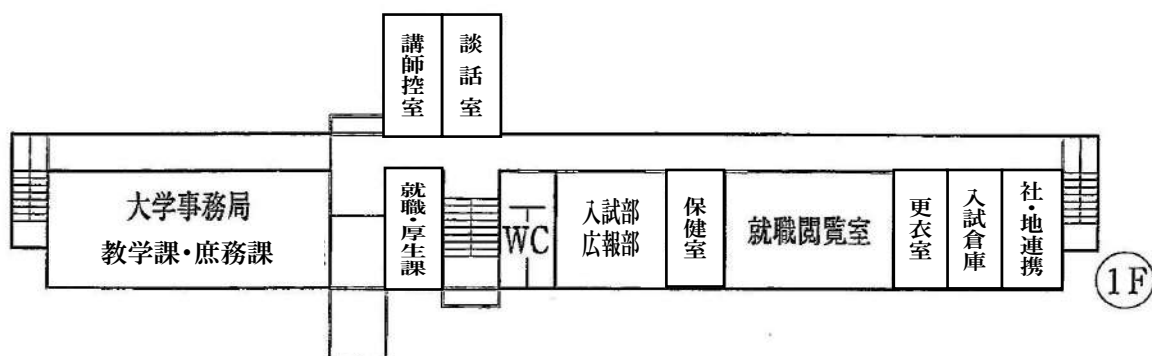 講師控室
談話室
大学事務局
教学課・庶務課
就職・厚生課
WC
入試部
広報部
保健室
就職閲覧室
更衣室
入試倉庫
社・地連携
1F